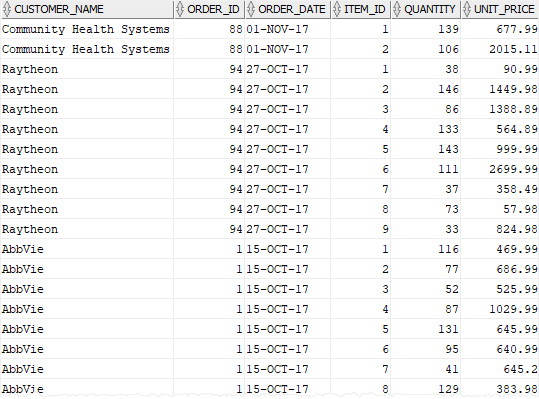 CUSTOMER_NAME ORDER_ID ORDER_DATE ITEM_ID QUANTITY UNIT_PRICE
Community Health Systems 88 01-NOV-17 1 139 677.99
Community Health Systems 88 01-NOV-17 2 106 2015.11
Raytheon 94 27-OCT-17 1 38 90.99
Raytheon 94 27-OCT-17 2 146 1449.98
Raytheon 94 27-OCT-17 3 86 1388.89
Raytheon 94 27-OCT-17 4 133 564.89
Raytheon 94 27-OCT-17 5 143 999.99
Raytheon 94 27-OCT-17 6 111 2699.99
Raytheon 94 27-OCT-17 7 37 358.49
Raytheon 94 27-OCT-17 8 73 57.98
Raytheon 94 27-OCT-17 9 33 824.98
AbbVie 1 15-OCT-17 1 116 469.99
AbbVie 1 15-OCT-17 2 77 686.99
AbbVie 1 15-OCT-17 3 52 525.99
AbbVie 1 15-OCT-17 4 87 1029.99
AbbVie 1 15-OCT-17 5 131 645.99
AbbVie 1 15-OCT-17 6 95 640.99
AbbVie 1 15-OCT-17 7 41 645.2
AbbVie 1 15-OCT-17 8 129 383.98